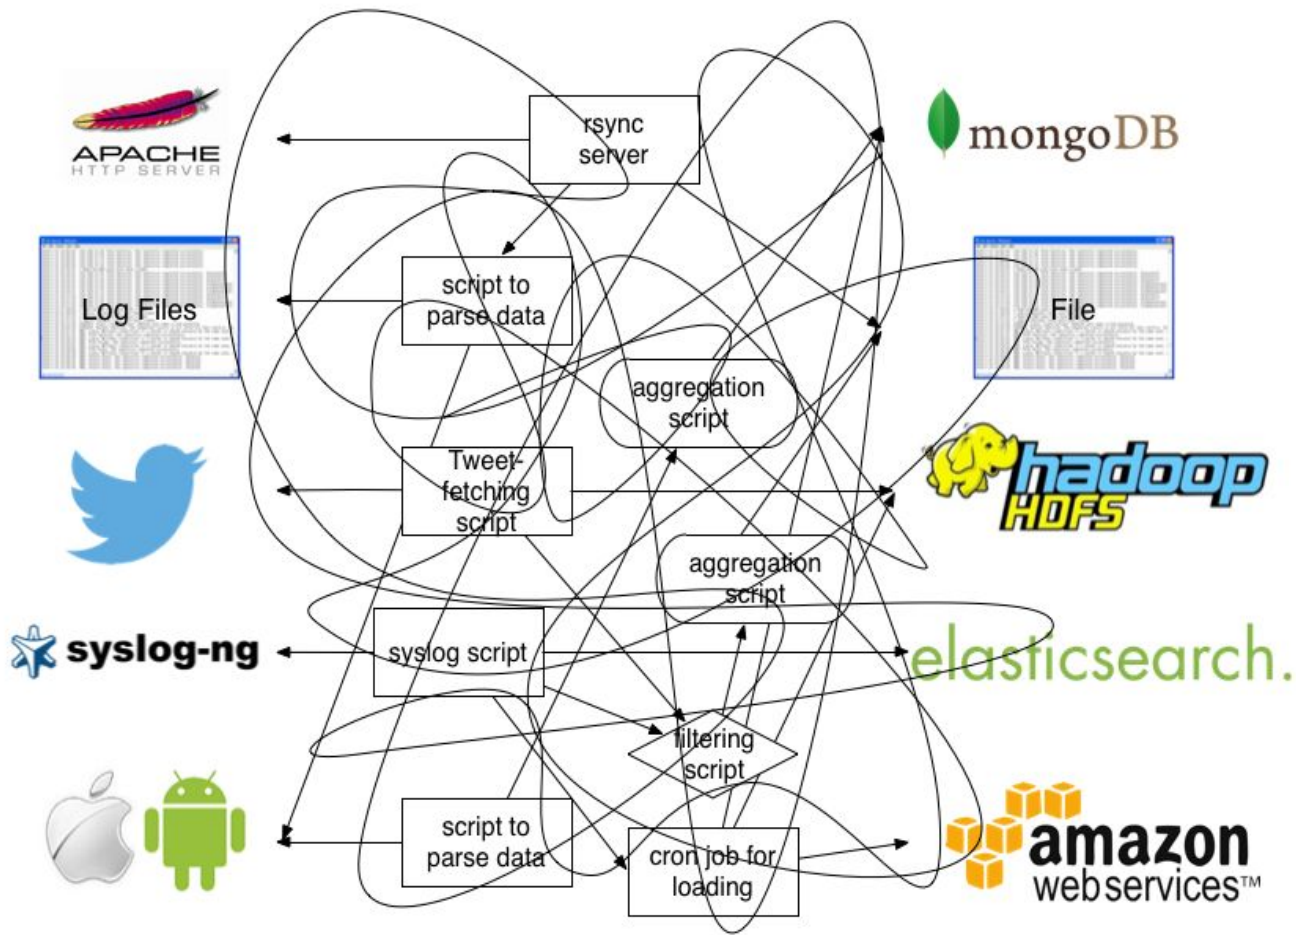 rsync
server
APACHE
HTTP SERVER
mongoDB
script to
parse data
Log Files
File
aggregation
script
Tweet-
fetching
script
hadoop
HDFS
aggregation
script
syslog-ng
syslog script
elasticsearch.
filtering
script
script to
parse data
cron job for
loading
amazon
webservices™